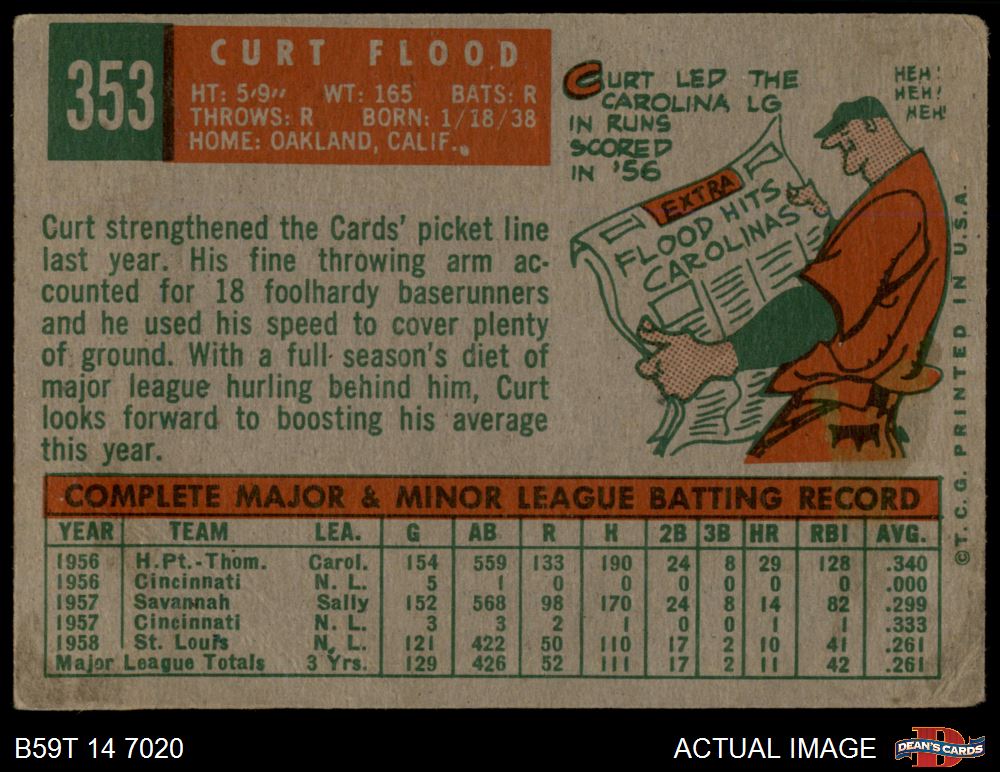 353
CURT FLOOD
HT: 5'9" WT: 165 BATS: R
THROWS: R BORN: 1/18/38
HOME: OAKLAND, CALIF.
CURT LED THE
CAROLINA LG
IN RUNS
SCORED
IN '56
HEH!
HEH!
HEH!
EXTRA
FLOOD HITS
CAROLINAS
Curt strengthened the Cards' picket line
last year. His fine throwing arm ac-
counted for 18 foolhardy baserunners
and he used his speed to cover plenty
of ground. With a full season's diet of
major league hurling behind him, Curt
looks forward to boosting his average
this year.
COMPLETE MAJOR & MINOR LEAGUE BATTING RECORD
YEAR TEAM LEA. G AB R H 2B 3B HR RBI AVG.
1956 H.Pt.-Thom. Carol. 154 559 133 190 24 8 29 128 .340
1956 Cincinnati N. L. 5 1 0 0 0 0 0 0 .000
1957 Savannah Sally 152 568 98 170 24 8 14 82 .299
1957 Cincinnati N. L. 3 3 2 1 0 0 1 1 .333
1958 St. Louis N. L. 121 422 50 110 17 2 10 41 .261
Major League Totals 3 Yrs. 129 426 52 111 17 2 11 42 .261
©T.C.G. PRINTED IN U.S.A.
B59T 14 7020
ACTUAL IMAGE
DEAN'S CARDS